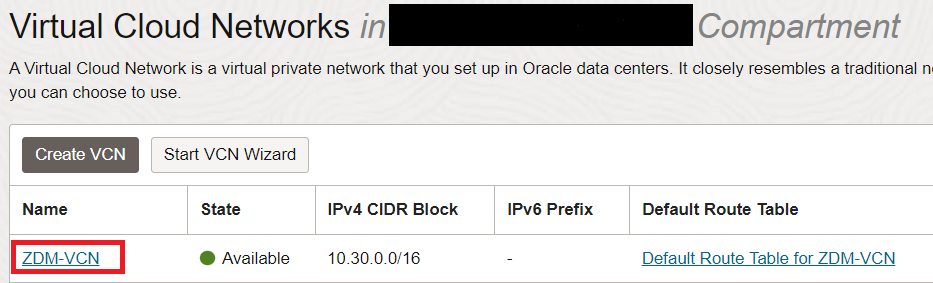 Virtual Cloud Networks in Compartment
A Virtual Cloud Network is a virtual private network that you set up in Oracle data centers. It closely resembles a traditional
you can choose to use.
Create VCN Start VCN Wizard
Name State IPv4 CIDR Block IPv6 Prefix Default Route Table
ZDM-VCN Available 10.30.0.0/16 - Default Route Table for ZDM-VCN